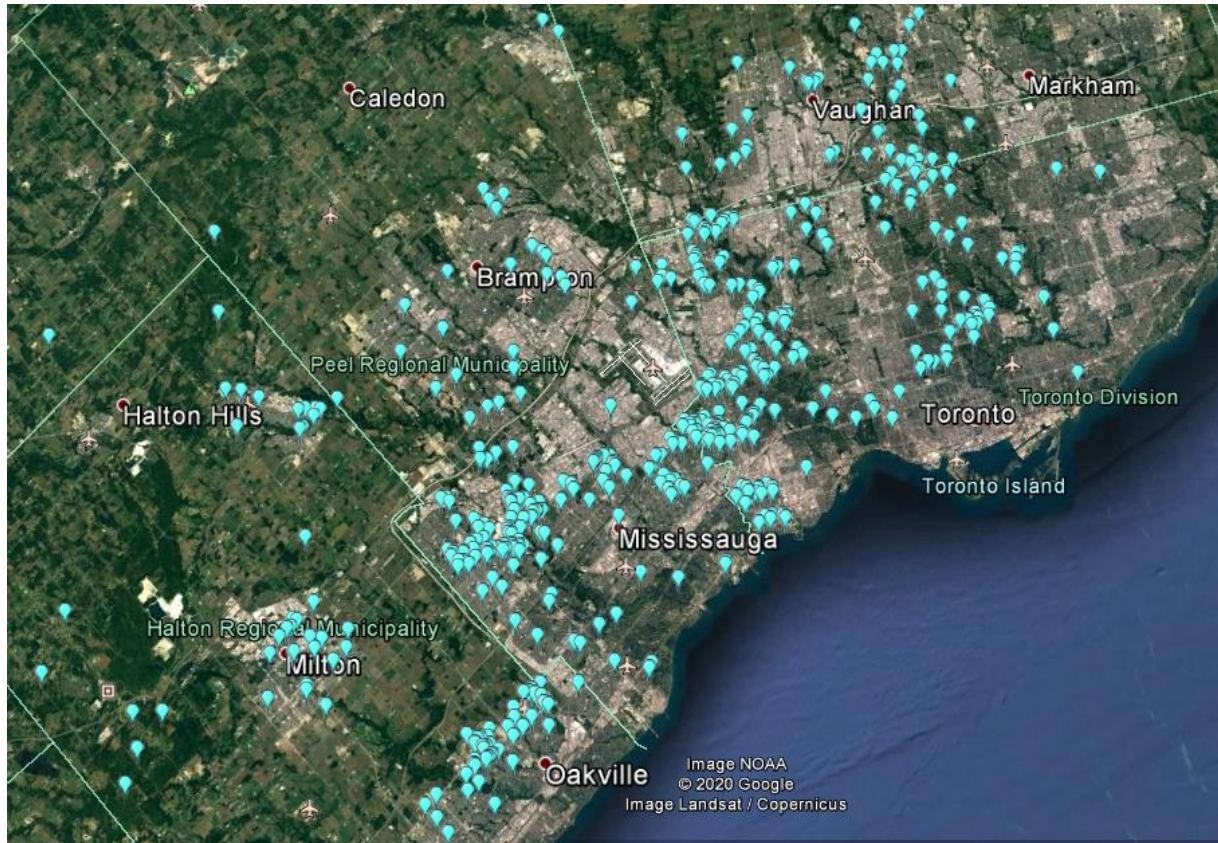 Caledon
Vaughan
Markham
Brampton
Peel Regional Municipality
Halton Hills
Toronto
Toronto Division
Toronto Island
Mississauga
Halton Regional Municipality
Milton
Oakville
Image NOAA
© 2020 Google
Image Landsat / Copernicus